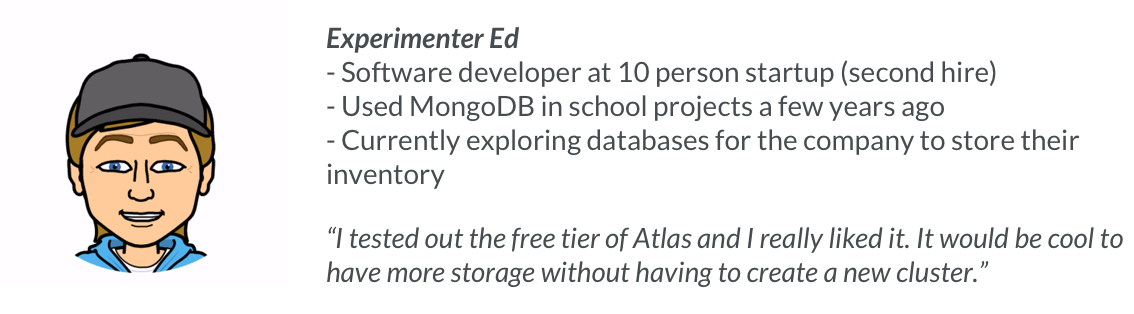 Experimenter Ed
- Software developer at 10 person startup (second hire)
- Used MongoDB in school projects a few years ago
- Currently exploring databases for the company to store their
inventory
“I tested out the free tier of Atlas and I really liked it. It would be cool to
have more storage without having to create a new cluster.”